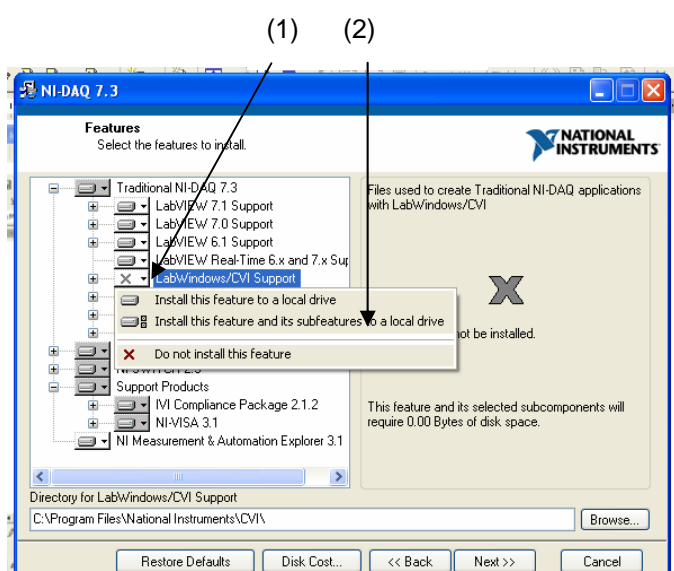 (1) (2)
NI-DAQ 7.3
Features
Select the features to install.
NATIONAL
INSTRUMENTS
Traditional NI-DAQ 7.3
LabVIEW 7.1 Support
LabVIEW 7.0 Support
LabVIEW 6.1 Support
LabVIEW Real-Time 6.x and 7.x Sup
LabWindows/CVI Support
Install this feature to a local drive
Install this feature and its subfeatures to a local drive
Do not install this feature
NI-SWITCH 2.3
Support Products
IVI Compliance Package 2.1.2
NI-VISA 3.1
NI Measurement & Automation Explorer 3.1
Files used to create Traditional NI-DAQ applications
with LabWindows/CVI
not be installed.
This feature and its selected subcomponents will
require 0.00 Bytes of disk space.
Directory for LabWindows/CVI Support
C:\Program Files\National Instruments\CVI\
Browse...
Restore Defaults Disk Cost... << Back Next >> Cancel